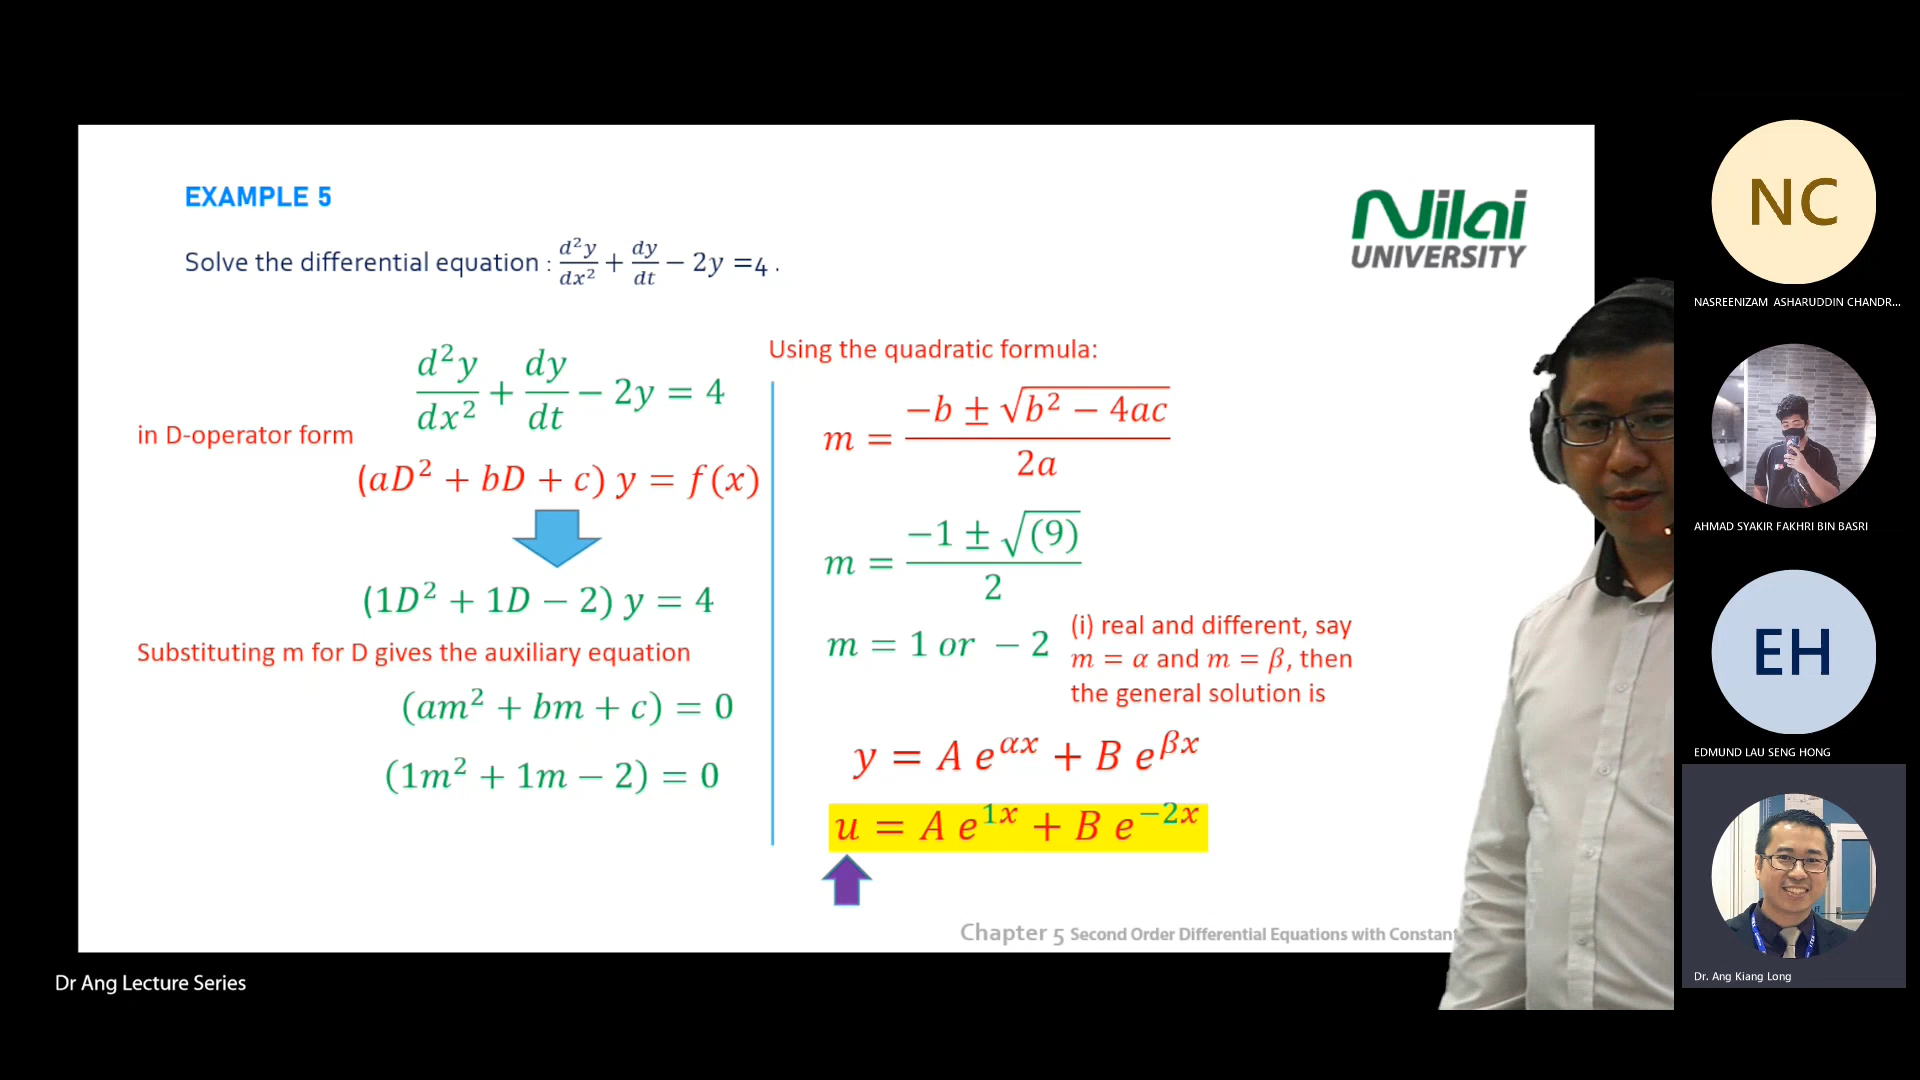 EXAMPLE 5
Nilai
UNIVERSITY
Solve the differential equation : d²y/dx² + dy/dt − 2y =4 .
d²y/dx² + dy/dt − 2y = 4
in D-operator form
(aD² + bD + c) y = f(x)
(1D² + 1D − 2) y = 4
Substituting m for D gives the auxiliary equation
(am² + bm + c) = 0
(1m² + 1m − 2) = 0
Using the quadratic formula:
m = (−b ± √(b² − 4ac))/2a
m = (−1 ± √(9))/2
m = 1 or − 2
(i) real and different, say
m = α and m = β, then
the general solution is
y = A e^αx + B e^βx
u = A e^1x + B e^−2x
Chapter 5 Second Order Differential Equations with Constant
Dr Ang Lecture Series
NC
NASREENIZAM ASHARUDDIN CHANDR...
AHMAD SYAKIR FAKHRI BIN BASRI
EH
EDMUND LAU SENG HONG
Dr. Ang Kiang Long